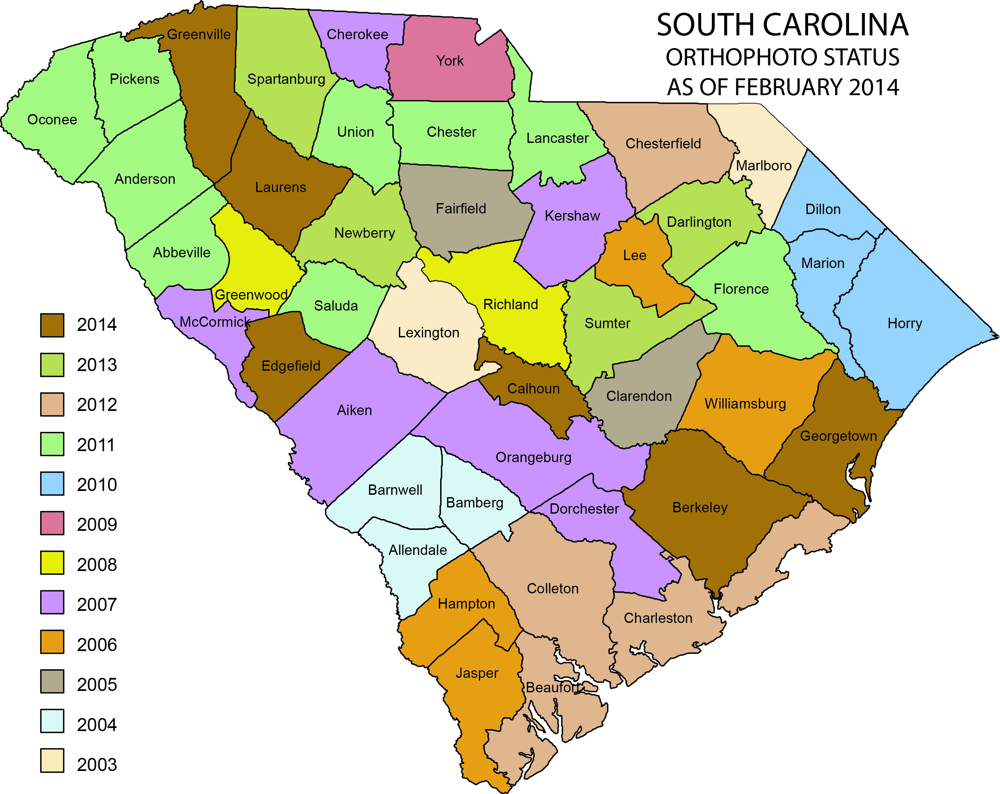 SOUTH CAROLINA
ORTHOPHOTO STATUS
AS OF FEBRUARY 2014
Greenville
Cherokee
York
Pickens
Spartanburg
Oconee
Union
Chester
Lancaster
Chesterfield
Marlboro
Anderson
Laurens
Fairfield
Kershaw
Darlington
Dillon
Newberry
Abbeville
Lee
Marion
Greenwood
Saluda
Richland
Florence
McCormick
Lexington
Sumter
Horry
Edgefield
Calhoun
Clarendon
Williamsburg
Aiken
Georgetown
Orangeburg
Barnwell
Bamberg
Dorchester
Berkeley
Allendale
Colleton
Hampton
Charleston
Jasper
Beaufort
2014
2013
2012
2011
2010
2009
2008
2007
2006
2005
2004
2003